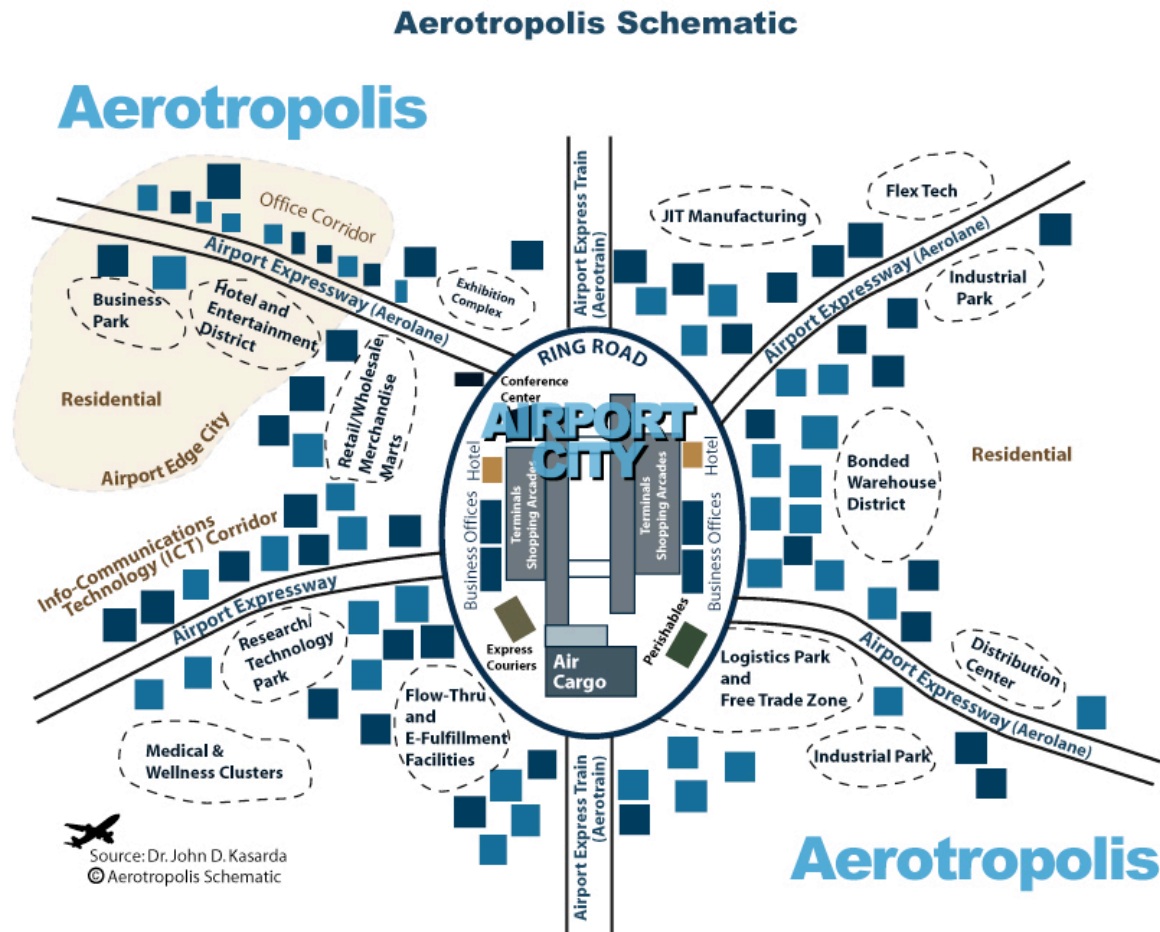 Aerotropolis Schematic
Aerotropolis
Office Corridor
Airport Expressway (Aerolane)
Business
Park
Hotel and
Entertainment
District
Exhibition
Complex
Residential
Airport Edge City
Retail/Wholesale
Merchandise
Marts
Airport Express Train
(Aerotrain)
JIT Manufacturing
Flex Tech
Airport Expressway (Aerolane)
Industrial
Park
RING ROAD
Conference
Center
AIRPORT
CITY
Hotel
Hotel
Terminals
Shopping Arcades
Terminals
Shopping Arcades
Business Offices
Business Offices
Express
Couriers
Perishables
Air
Cargo
Bonded
Warehouse
District
Residential
Info-Communications
Technology (ICT) Corridor
Airport Expressway
Research/
Technology
Park
Flow-Thru
and
E-Fulfillment
Facilities
Medical &
Wellness Clusters
Logistics Park
and
Free Trade Zone
Airport Expressway (Aerolane)
Distribution
Center
Industrial Park
Airport Express Train
(Aerotrain)
Source: Dr. John D. Kasarda
© Aerotropolis Schematic
Aerotropolis